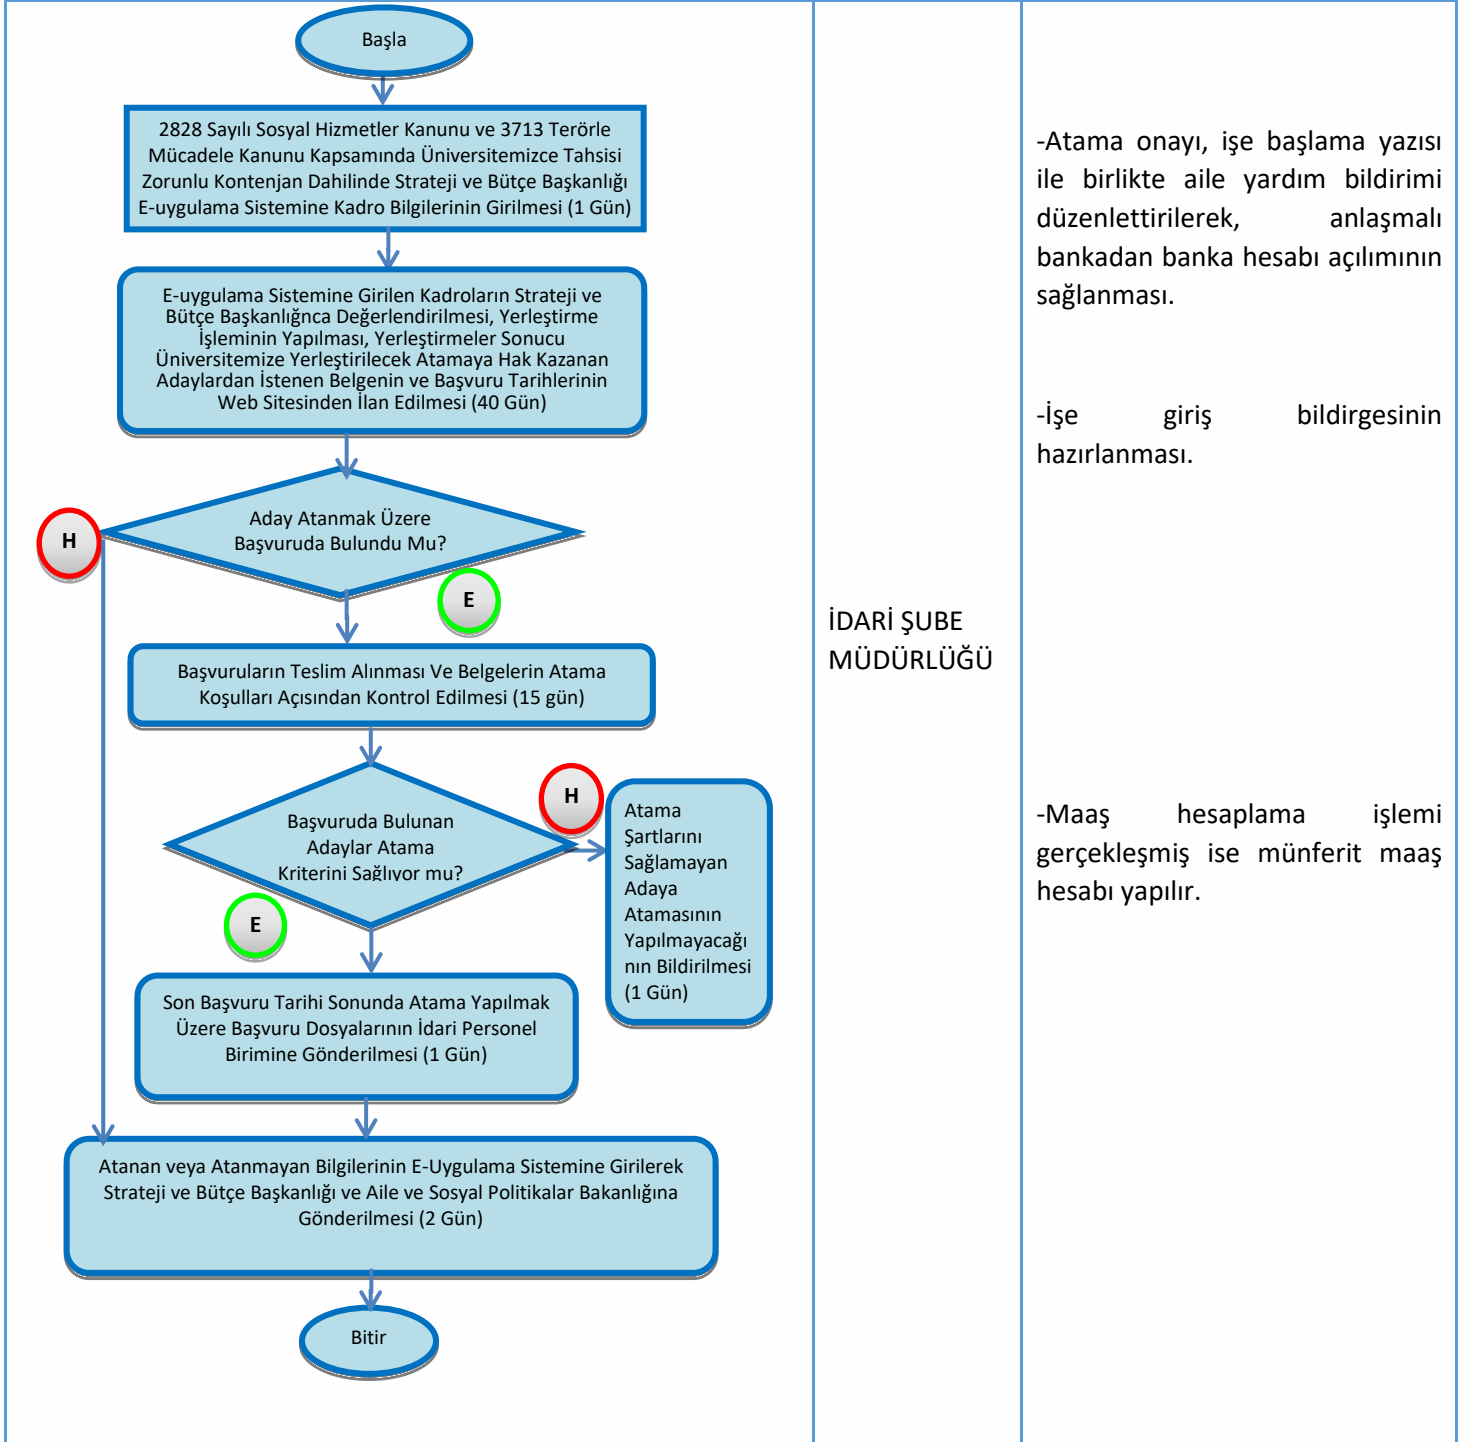 Başla
2828 Sayılı Sosyal Hizmetler Kanunu ve 3713 Terörle
Mücadele Kanunu Kapsamında Üniversitemizce Tahsisi
Zorunlu Kontenjan Dahilinde Strateji ve Bütçe Başkanlığı
E-uygulama Sistemine Kadro Bilgilerinin Girilmesi (1 Gün)
E-uygulama Sistemine Girilen Kadroların Strateji ve
Bütçe Başkanlığnca Değerlendirilmesi, Yerleştirme
İşleminin Yapılması, Yerleştirmeler Sonucu
Üniversitemize Yerleştirilecek Atamaya Hak Kazanan
Adaylardan İstenen Belgenin ve Başvuru Tarihlerinin
Web Sitesinden İlan Edilmesi (40 Gün)
Aday Atanmak Üzere
Başvuruda Bulundu Mu?
H
E
Başvuruların Teslim Alınması Ve Belgelerin Atama
Koşulları Açısından Kontrol Edilmesi (15 gün)
Başvuruda Bulunan
Adaylar Atama
Kriterini Sağlıyor mu?
H
E
Atama
Şartlarını
Sağlamayan
Adaya
Atamasının
Yapılmayacağı
nın Bildirilmesi
(1 Gün)
Son Başvuru Tarihi Sonunda Atama Yapılmak
Üzere Başvuru Dosyalarının İdari Personel
Birimine Gönderilmesi (1 Gün)
Atanan veya Atanmayan Bilgilerinin E-Uygulama Sistemine Girilerek
Strateji ve Bütçe Başkanlığı ve Aile ve Sosyal Politikalar Bakanlığına
Gönderilmesi (2 Gün)
Bitir
İDARİ ŞUBE
MÜDÜRLÜĞÜ
-Atama onayı, işe başlama yazısı
ile birlikte aile yardım bildirimi
düzenlettirilerek, anlaşmalı
bankadan banka hesabı açılımının
sağlanması.
-İşe giriş bildirgesinin
hazırlanması.
-Maaş hesaplama işlemi
gerçekleşmiş ise münferit maaş
hesabı yapılır.